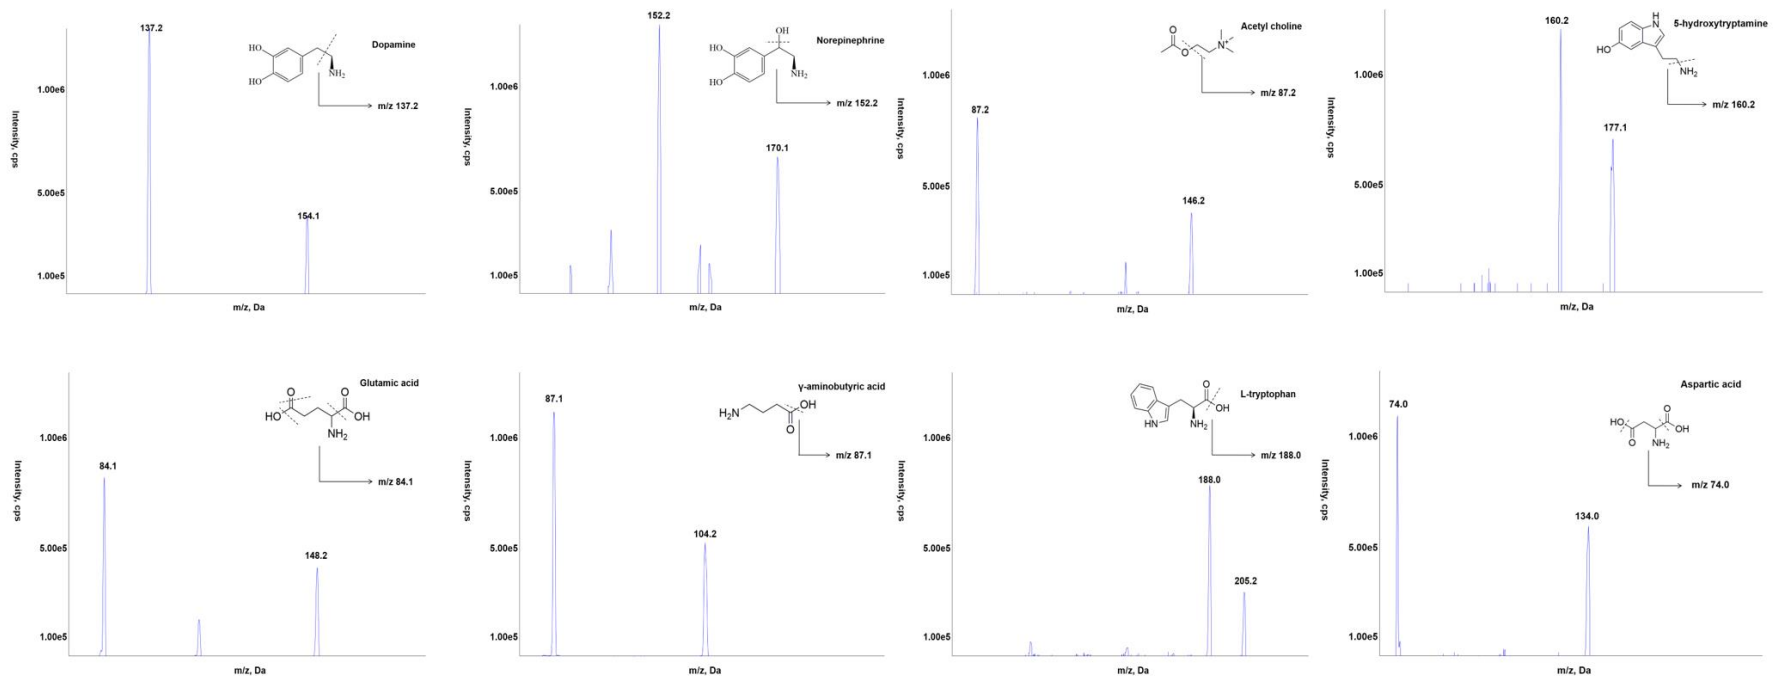 Dopamine
137.2
154.1
HO
HO
NH₂
m/z 137.2
1.00e6
5.00e5
1.00e5
Intensity, cps
m/z, Da
Norepinephrine
152.2
170.1
OH
HO
HO
NH₂
m/z 152.2
1.00e6
5.00e5
1.00e5
Intensity, cps
m/z, Da
Acetyl choline
87.2
146.2
O
O
N⁺
m/z 87.2
1.00e6
5.00e5
1.00e5
Intensity, cps
m/z, Da
5-hydroxytryptamine
160.2
177.1
H
N
HO
NH₂
m/z 160.2
1.00e6
5.00e5
1.00e5
Intensity, cps
m/z, Da
Glutamic acid
84.1
148.2
O
O
HO
OH
NH₂
m/z 84.1
1.00e6
5.00e5
1.00e5
Intensity, cps
m/z, Da
γ-aminobutyric acid
87.1
104.2
H₂N
OH
O
m/z 87.1
1.00e6
5.00e5
1.00e5
Intensity, cps
m/z, Da
L-tryptophan
188.0
205.2
O
OH
HN
NH₂
m/z 188.0
1.00e6
5.00e5
1.00e5
Intensity, cps
m/z, Da
Aspartic acid
74.0
134.0
O
HO
OH
O
NH₂
m/z 74.0
1.00e6
5.00e5
1.00e5
Intensity, cps
m/z, Da